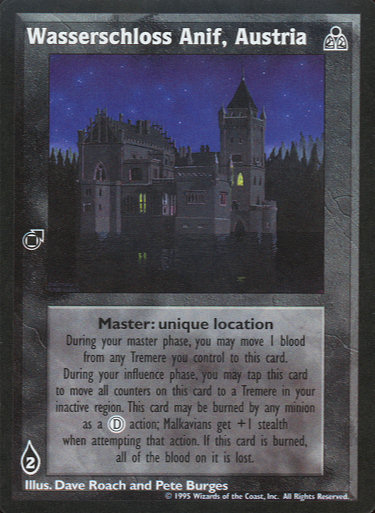 Wasserschloss Anif, Austria
Master: unique location
During your master phase, you may move 1 blood
from any Tremere you control to this card.
During your influence phase, you may tap this card
to move all counters on this card to a Tremere in your
inactive region. This card may be burned by any minion
as a Ⓓ action; Malkavians get +1 stealth
when attempting that action. If this card is burned,
all of the blood on it is lost.
2
Illus. Dave Roach and Pete Burges
© 1995 Wizards of the Coast, Inc. All Rights Reserved.